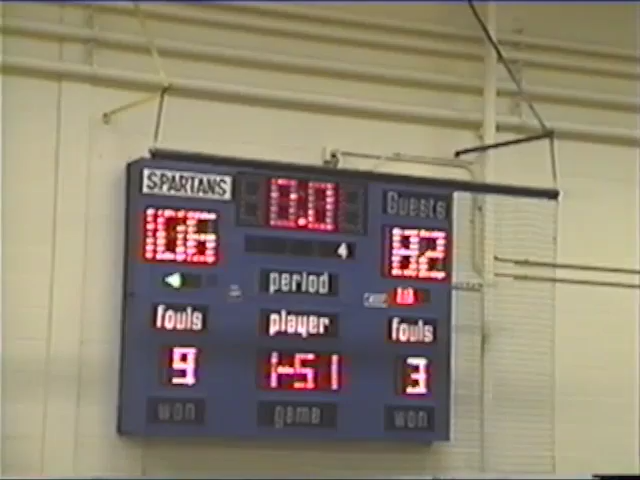 SPARTANS 0.0 Guests
106 4 82
period
fouls player fouls
9 1-51 3
won game won